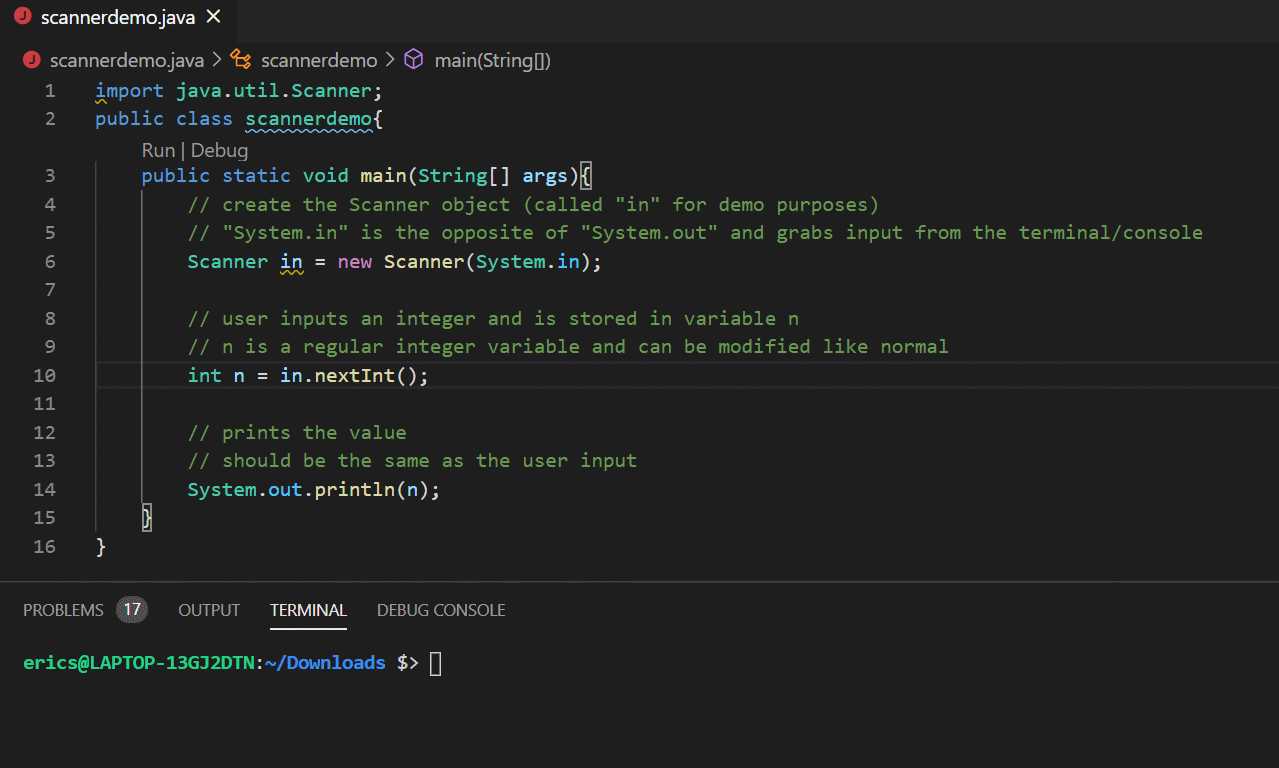 scannerdemo.java
scannerdemo.java > scannerdemo > main(String[])
1 import java.util.Scanner;
2 public class scannerdemo{
Run | Debug
3 public static void main(String[] args){
4 // create the Scanner object (called "in" for demo purposes)
5 // "System.in" is the opposite of "System.out" and grabs input from the terminal/console
6 Scanner in = new Scanner(System.in);
7
8 // user inputs an integer and is stored in variable n
9 // n is a regular integer variable and can be modified like normal
10 int n = in.nextInt();
11
12 // prints the value
13 // should be the same as the user input
14 System.out.println(n);
15 }
16 }
PROBLEMS 17 OUTPUT TERMINAL DEBUG CONSOLE
erics@LAPTOP-13GJ2DTN:~/Downloads $>